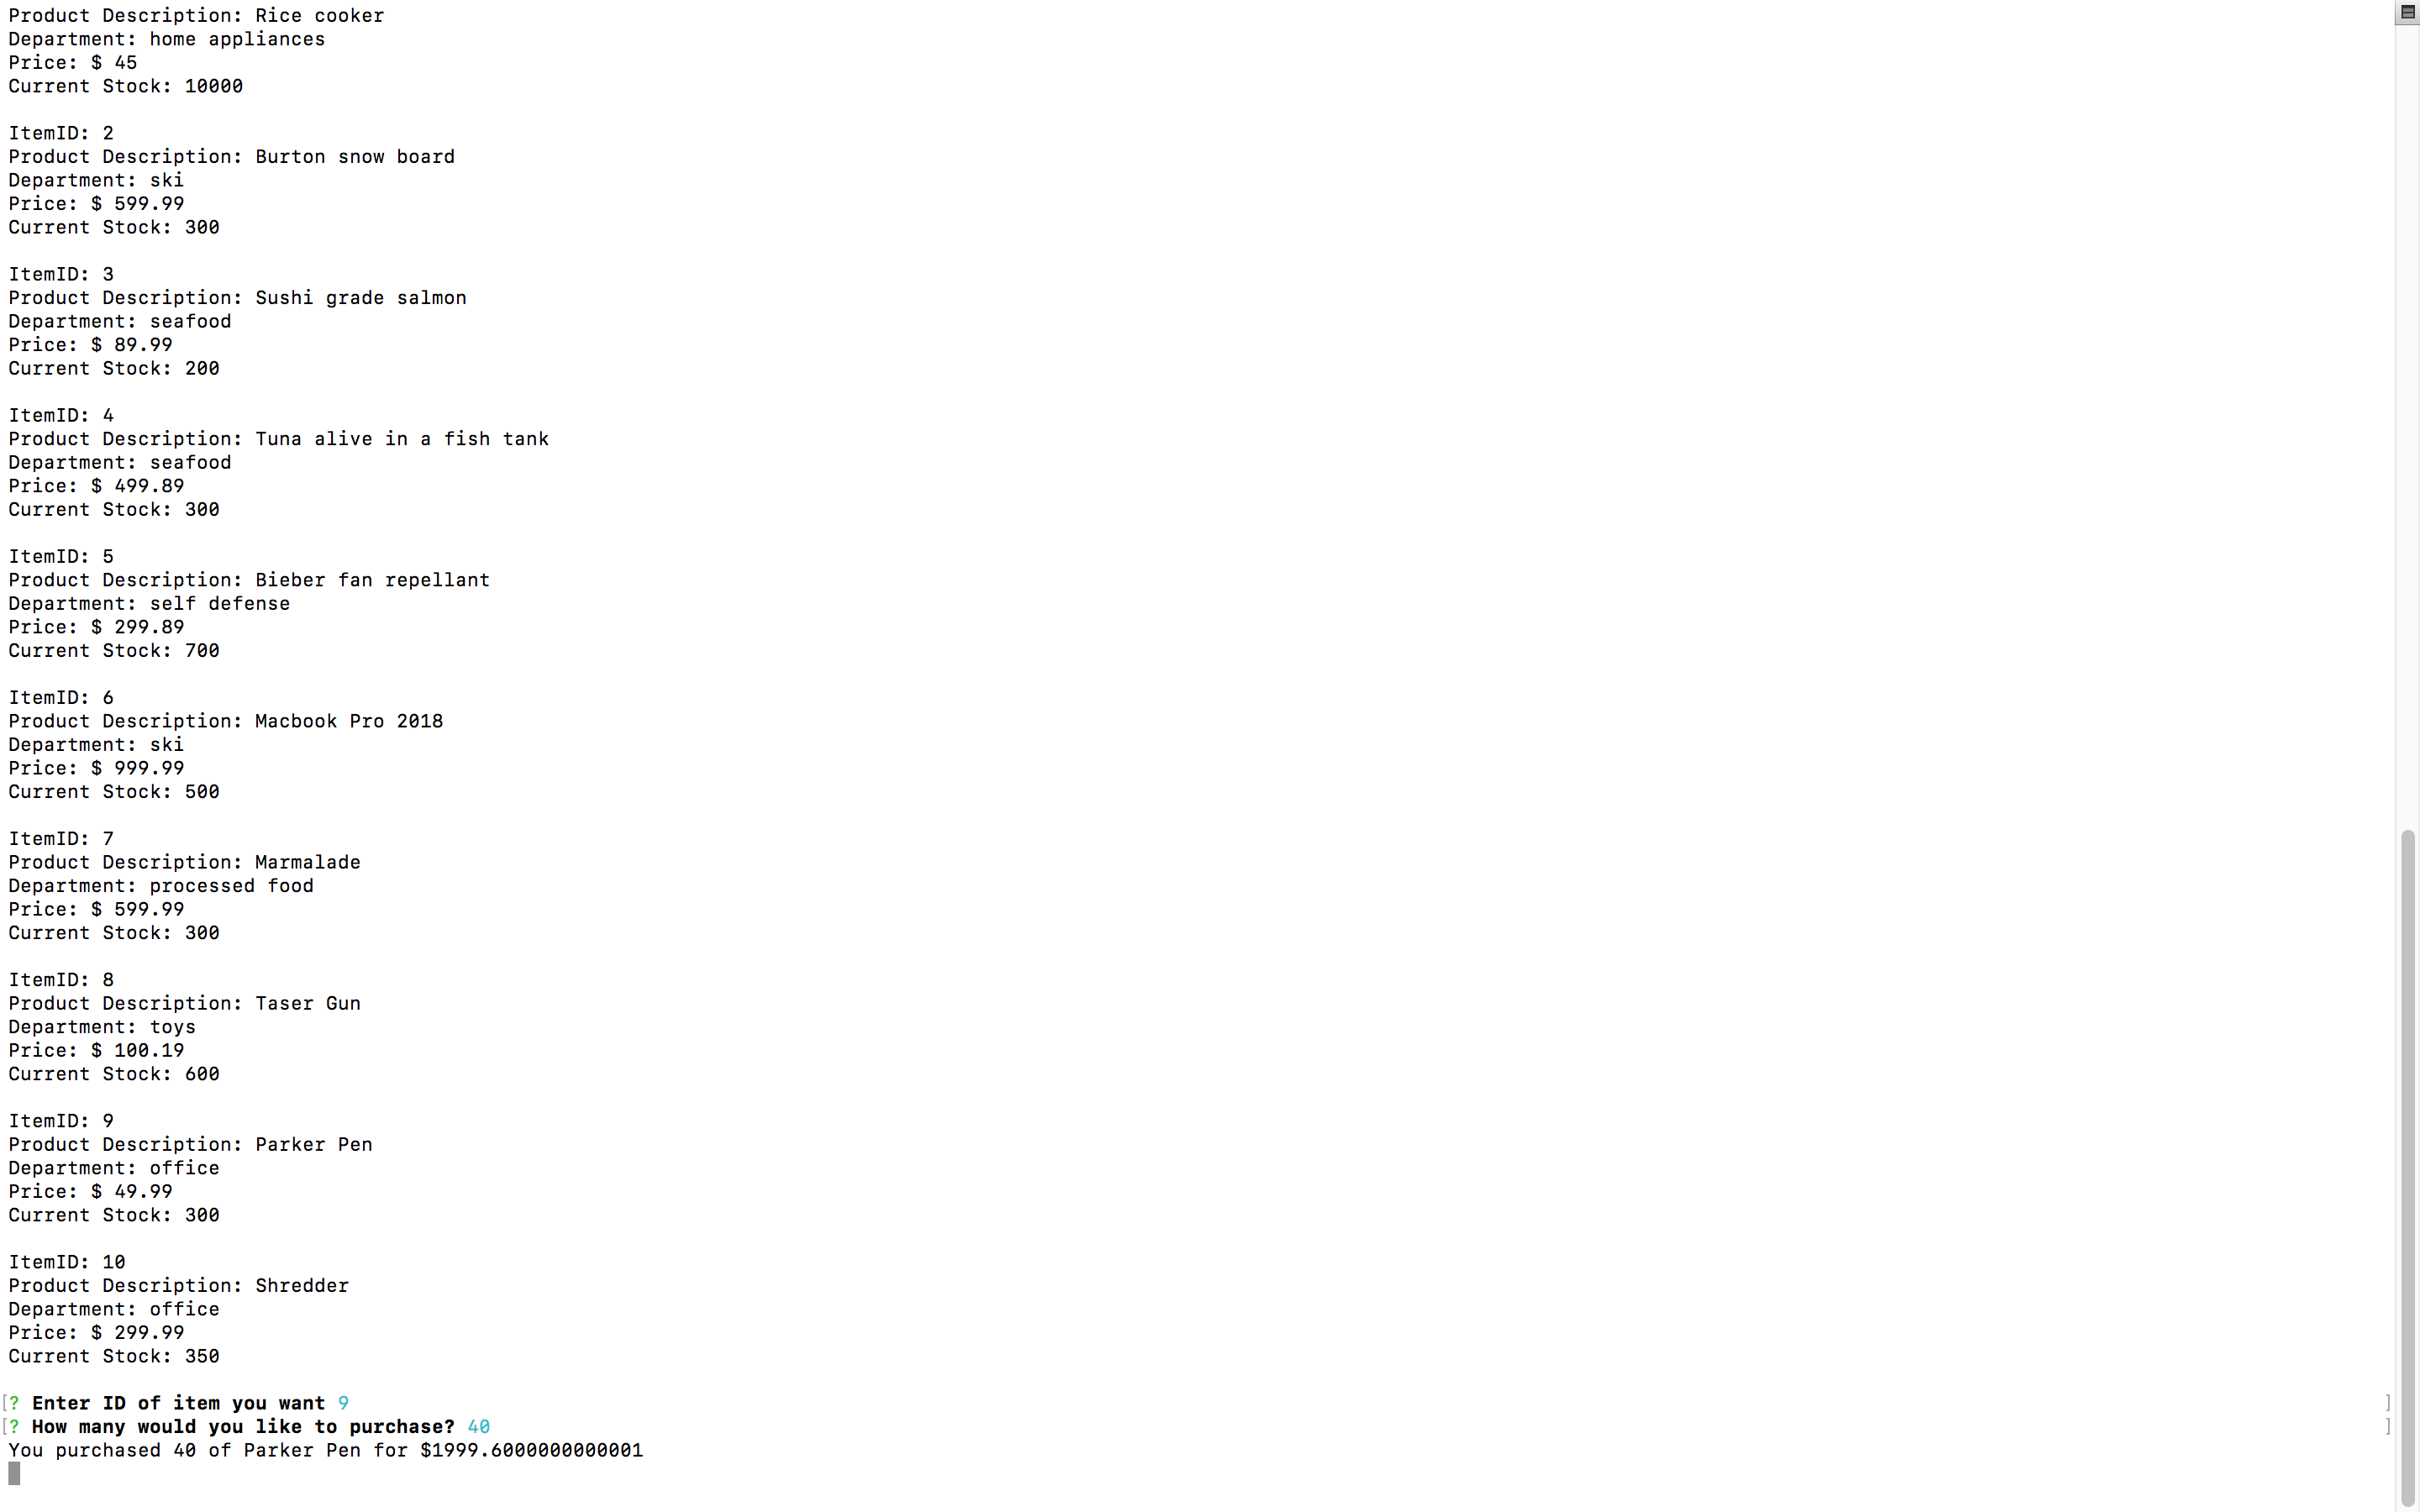 Product Description: Rice cooker
Department: home appliances
Price: $ 45
Current Stock: 10000

ItemID: 2
Product Description: Burton snow board
Department: ski
Price: $ 599.99
Current Stock: 300

ItemID: 3
Product Description: Sushi grade salmon
Department: seafood
Price: $ 89.99
Current Stock: 200

ItemID: 4
Product Description: Tuna alive in a fish tank
Department: seafood
Price: $ 499.89
Current Stock: 300

ItemID: 5
Product Description: Bieber fan repellant
Department: self defense
Price: $ 299.89
Current Stock: 700

ItemID: 6
Product Description: Macbook Pro 2018
Department: ski
Price: $ 999.99
Current Stock: 500

ItemID: 7
Product Description: Marmalade
Department: processed food
Price: $ 599.99
Current Stock: 300

ItemID: 8
Product Description: Taser Gun
Department: toys
Price: $ 100.19
Current Stock: 600

ItemID: 9
Product Description: Parker Pen
Department: office
Price: $ 49.99
Current Stock: 300

ItemID: 10
Product Description: Shredder
Department: office
Price: $ 299.99
Current Stock: 350

[? Enter ID of item you want 9 ]
[? How many would you like to purchase? 40 ]
You purchased 40 of Parker Pen for $1999.6000000000001